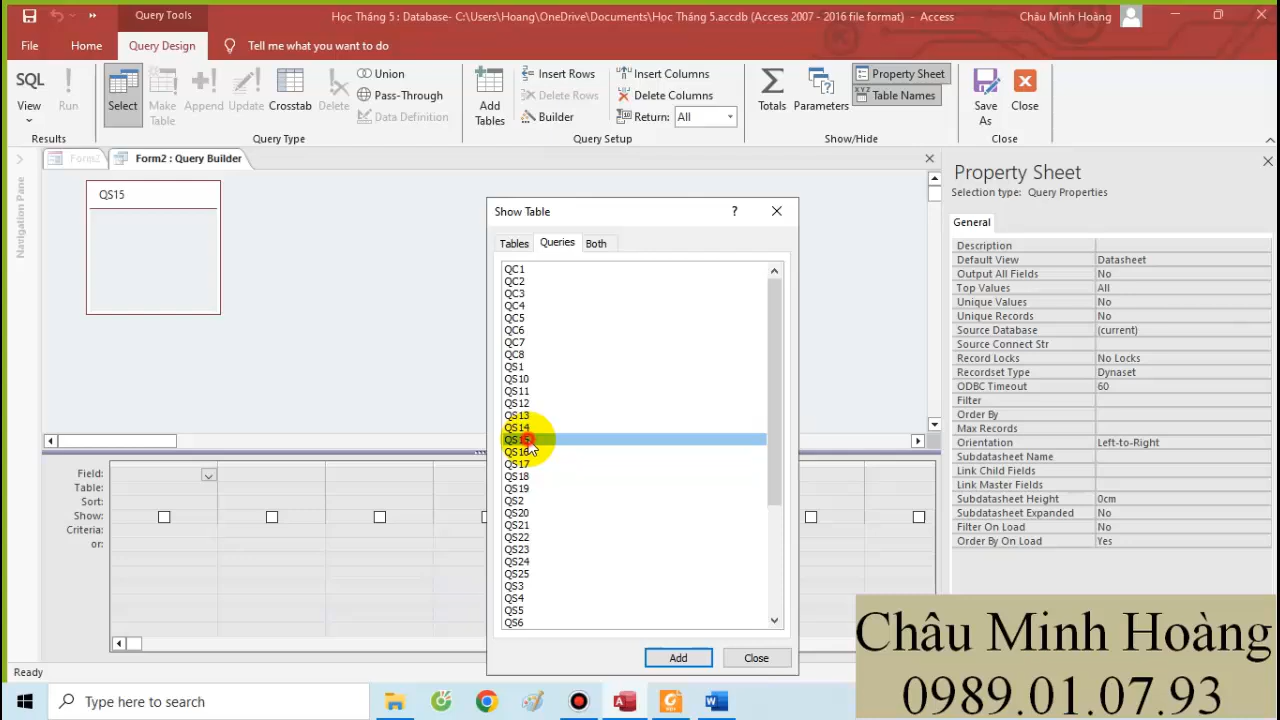 Query Tools
Học Tháng 5 : Database- C:\Users\Hoang\OneDrive\Documents\Học Tháng 5.accdb (Access 2007 - 2016 file format) - Access
Châu Minh Hoàng
File
Home
Query Design
Tell me what you want to do
SQL
View
Run
Results
Select
Make Table
Append
Update
Crosstab
Delete
Union
Pass-Through
Data Definition
Query Type
Add Tables
Insert Rows
Delete Rows
Builder
Insert Columns
Delete Columns
Return: All
Query Setup
Totals
Parameters
Property Sheet
XYZ Table Names
Show/Hide
Save As
Close
Close
Form2
Form2 : Query Builder
Navigation Pane
QS15
Field:
Table:
Sort:
Show:
Criteria:
or:
Show Table
?
Tables
Queries
Both
QC1
QC2
QC3
QC4
QC5
QC6
QC7
QC8
QS1
QS10
QS11
QS12
QS13
QS14
QS15
QS16
QS17
QS18
QS19
QS2
QS20
QS21
QS22
QS23
QS24
QS25
QS3
QS4
QS5
QS6
Add
Close
Property Sheet
Selection type: Query Properties
General
Description
Default View Datasheet
Output All Fields No
Top Values All
Unique Values No
Unique Records No
Source Database (current)
Source Connect Str
Record Locks No Locks
Recordset Type Dynaset
ODBC Timeout 60
Filter
Order By
Max Records
Orientation Left-to-Right
Subdatasheet Name
Link Child Fields
Link Master Fields
Subdatasheet Height 0cm
Subdatasheet Expanded No
Filter On Load No
Order By On Load Yes
Ready
Type here to search
Châu Minh Hoàng
0989.01.07.93